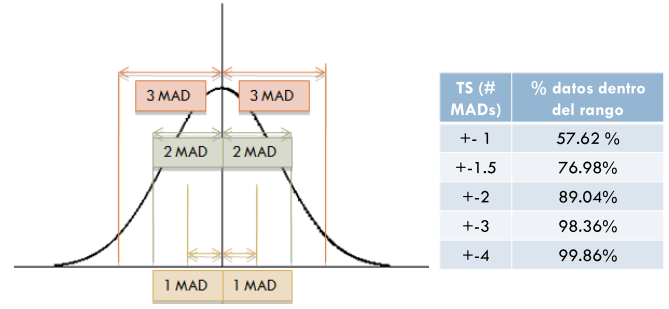 3 MAD 3 MAD
2 MAD 2 MAD
1 MAD 1 MAD
TS (# % datos dentro
MADs) del rango
+- 1 57.62 %
+-1.5 76.98%
+-2 89.04%
+-3 98.36%
+-4 99.86%